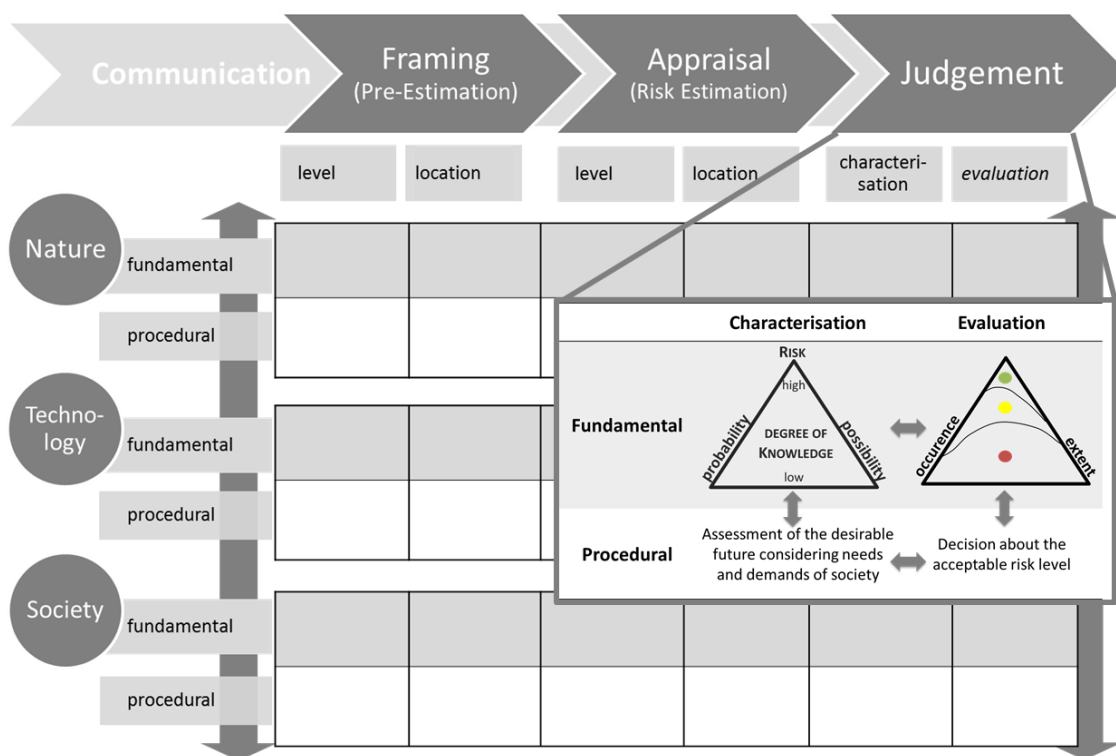 Communication
Framing
(Pre-Estimation)
Appraisal
(Risk Estimation)
Judgement
level
location
level
location
characteri-
sation
evaluation
Nature
fundamental
procedural
Characterisation
Evaluation
Fundamental
RISK
high
probability
DEGREE OF
KNOWLEDGE
possibility
low
occurence
extent
Procedural
Assessment of the desirable
future considering needs
and demands of society
Decision about the
acceptable risk level
Techno-
logy
fundamental
procedural
Society
fundamental
procedural